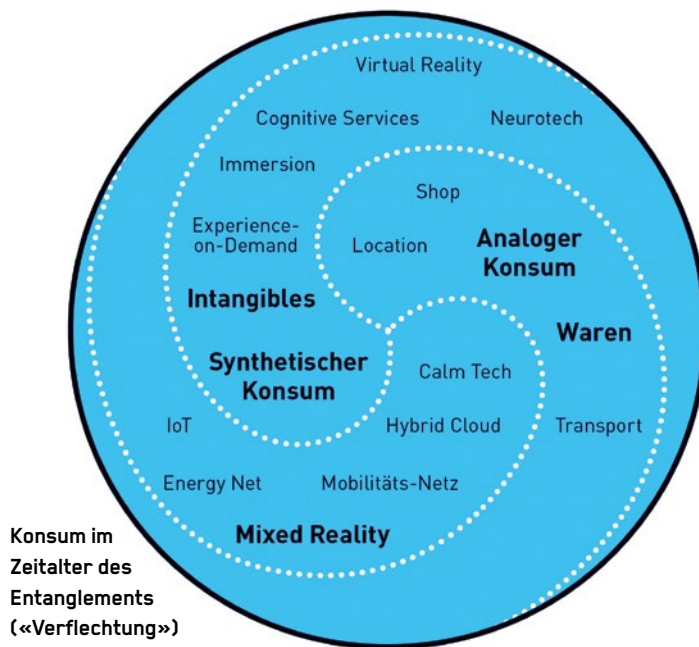 Virtual Reality
Cognitive Services
Neurotech
Immersion
Shop
Experience-
on-Demand
Location
Analoger
Konsum
Intangibles
Waren
Synthetischer
Konsum
Calm Tech
IoT
Hybrid Cloud
Transport
Energy Net
Mobilitäts-Netz
Mixed Reality
Konsum im
Zeitalter des
Entanglements
(«Verflechtung»)